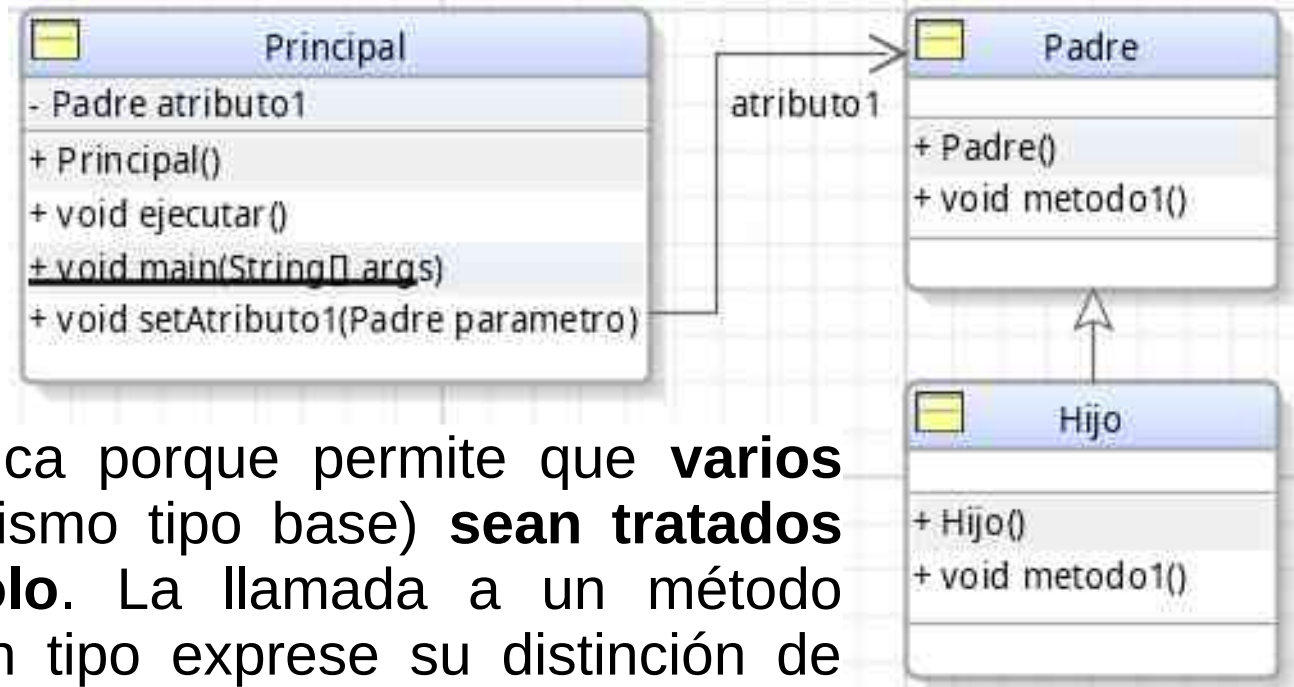 Principal
- Padre atributo1
+ Principal()
+ void ejecutar()
+ void main(String[] args)
+ void setAtributo1(Padre parametro)
atributo1
Padre
+ Padre()
+ void metodo1()
Hijo
+ Hijo()
+ void metodo1()
ca porque permite que varios
ismo tipo base) sean tratados
olo. La llamada a un método
n tipo exprese su distinción de